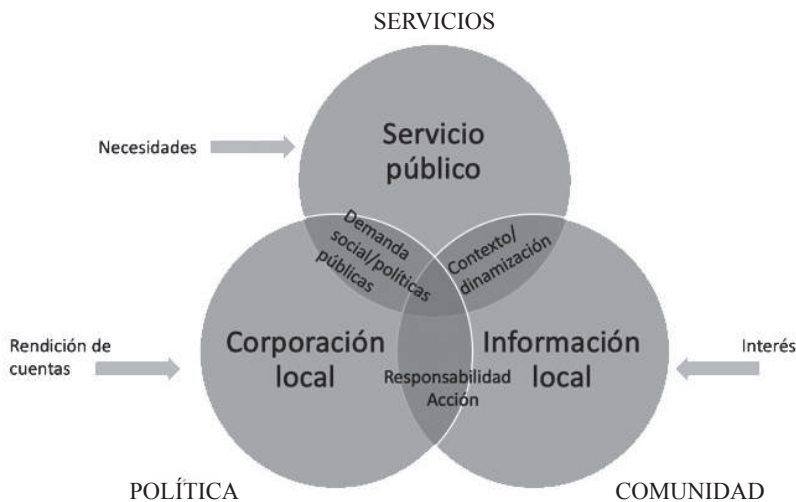 SERVICIOS
Servicio
público
Necesidades
Demanda
social/políticas
públicas
Contexto/
dinamización
Corporación
local
Información
local
Rendición de
cuentas
Interés
Responsabilidad
Acción
POLÍTICA
COMUNIDAD